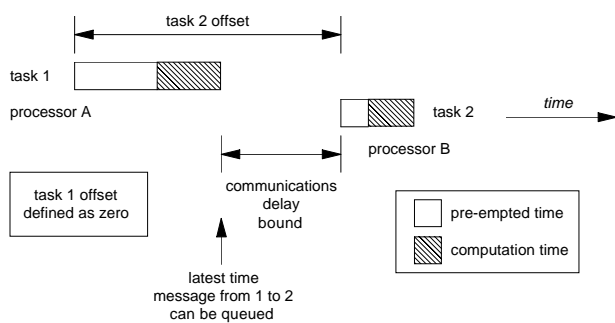 task 2 offset
task 1
processor A
task 2
time
processor B
communications
delay
bound
task 1 offset
defined as zero
pre-empted time
computation time
latest time
message from 1 to 2
can be queued